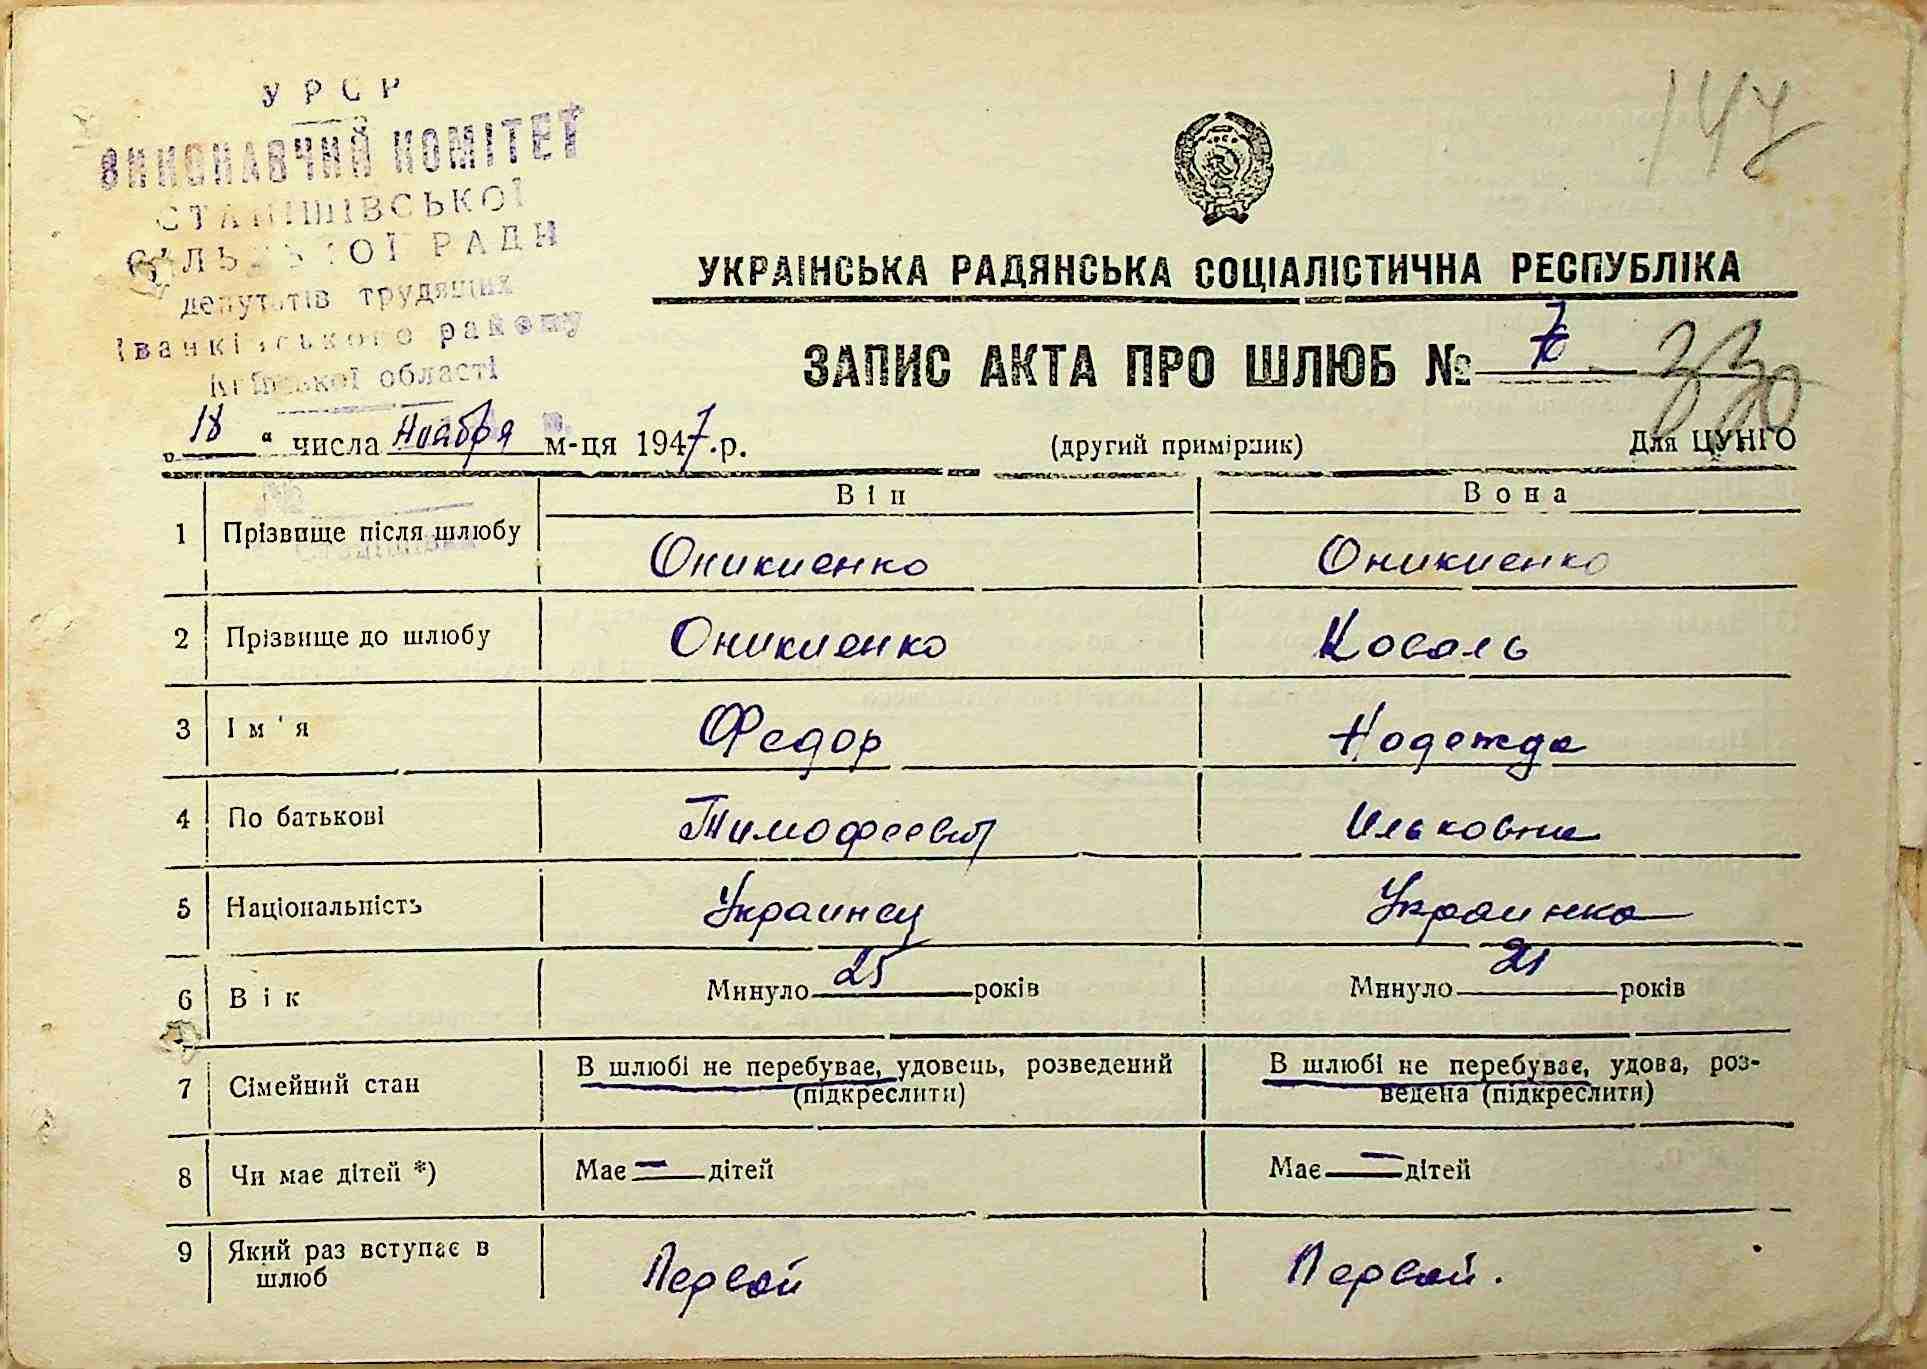 УРСР
ВИКОНАВЧИЙ КОМІТЕТ
СТАНІШІВСЬКОЇ
СІЛЬСЬКОЇ РАДИ
депутатів трудящих
Іванківського району
Київської області
УКРАЇНСЬКА РАДЯНСЬКА СОЦІАЛІСТИЧНА РЕСПУБЛІКА
ЗАПИС АКТА ПРО ШЛЮБ № 330
„18“ числа Ноября м-ця 1947 р. (другий примірник) Для ЦУНГО
Він Вона
1 Прізвище після шлюбу Оникиенко Оникиенко
2 Прізвище до шлюбу Оникиенко Коваль
3 Ім'я Федор Надежда
4 По батькові Тимофеевич Ильковна
5 Національність Украинец Украинка
6 Вік Минуло 25 років Минуло 21 років
7 Сімейний стан В шлюбі не перебуває, удовець, розведений В шлюбі не перебуває, удова, роз-
(підкреслити) ведена (підкреслити)
8 Чи має дітей *) Має — дітей Має — дітей
9 Який раз вступає в Первый Первый.
шлюб